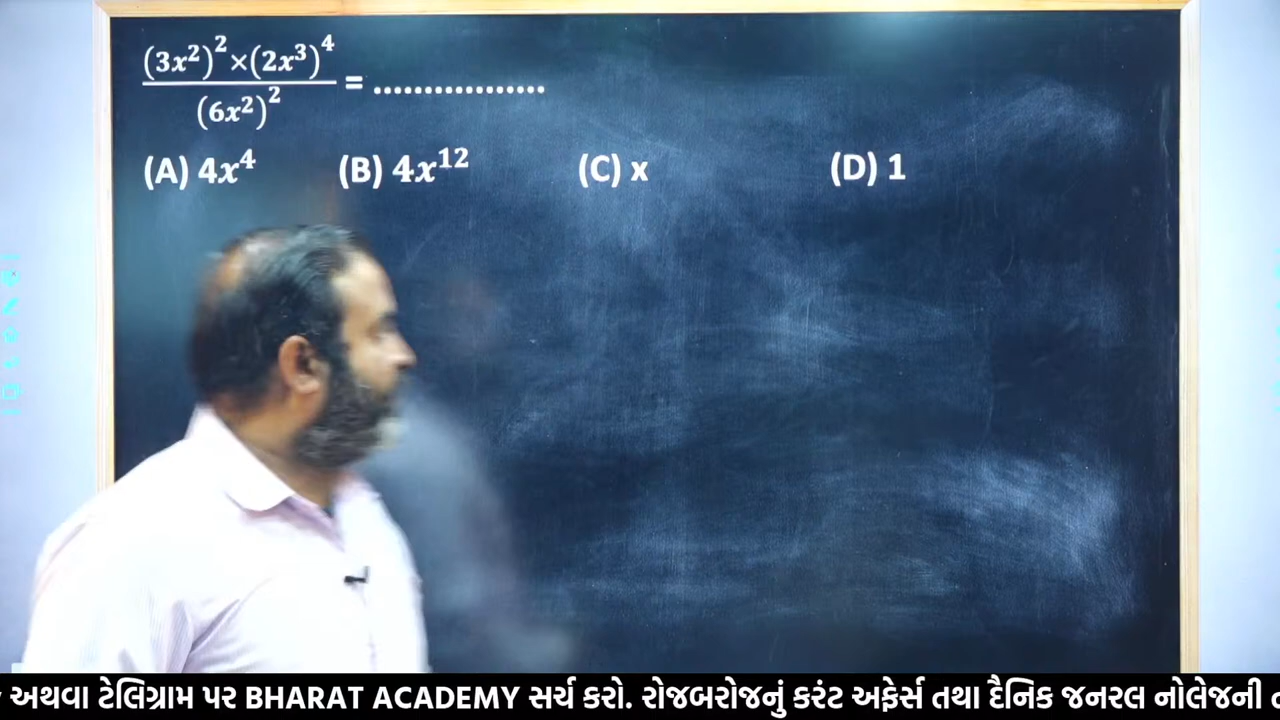 (3x²)²×(2x³)⁴
/(6x²)² = .................
(A) 4x⁴ (B) 4x¹² (C) x (D) 1
અથવા ટેલિગ્રામ પર BHARAT ACADEMY સર્ચ કરો. રોજબરોજનું કરંટ અફેર્સ તથા દૈનિક જનરલ નોલેજની